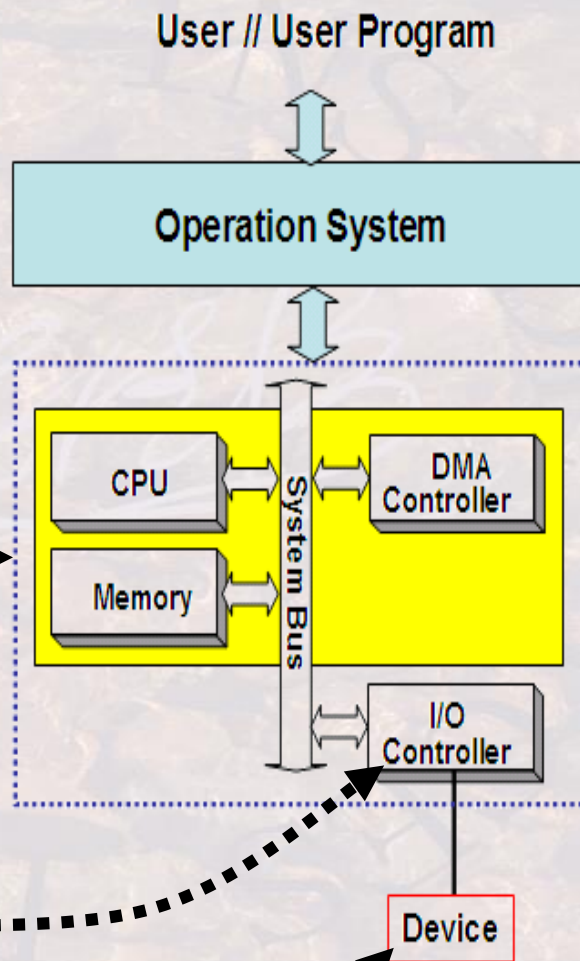 User // User Program
Operation System
CPU
DMA
Controller
System Bus
Memory
I/O
Controller
Device